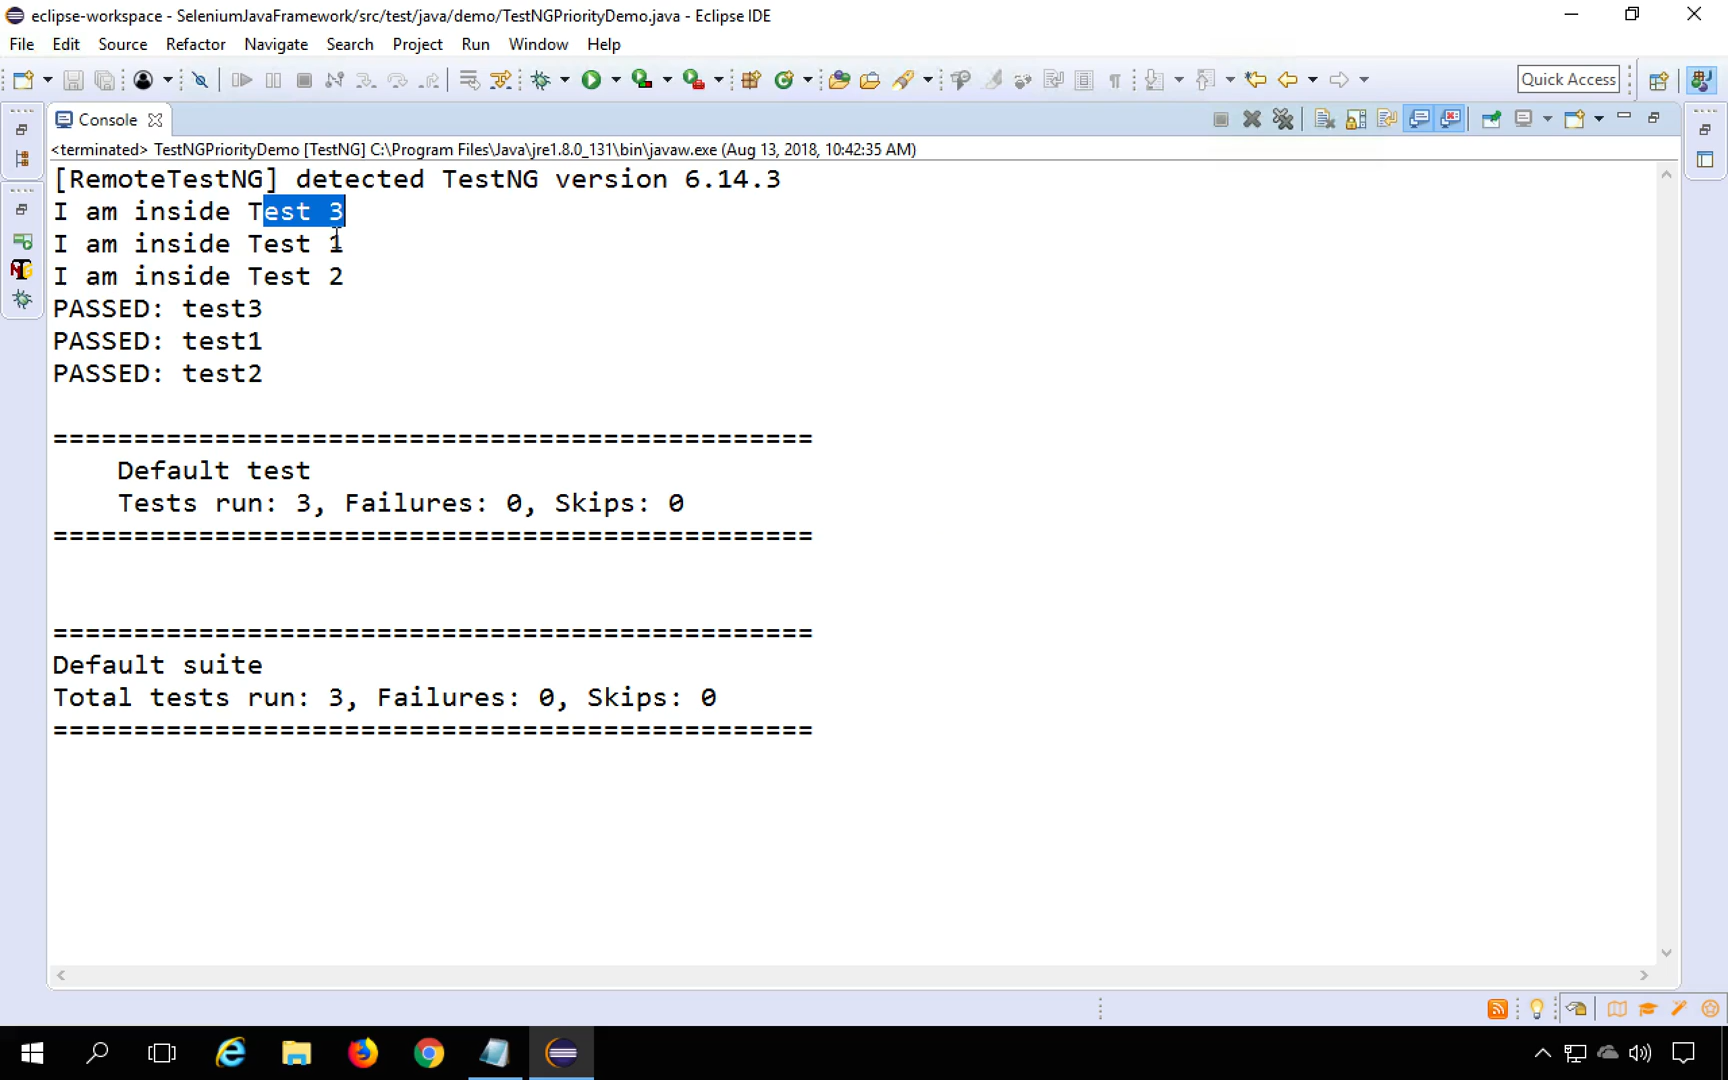 eclipse-workspace - SeleniumJavaFramework/src/test/java/demo/TestNGPriorityDemo.java - Eclipse IDE
File Edit Source Refactor Navigate Search Project Run Window Help
Quick Access
Console
<terminated> TestNGPriorityDemo [TestNG] C:\Program Files\Java\jre1.8.0_131\bin\javaw.exe (Aug 13, 2018, 10:42:35 AM)
[RemoteTestNG] detected TestNG version 6.14.3
I am inside Test 3
I am inside Test 1
I am inside Test 2
PASSED: test3
PASSED: test1
PASSED: test2
===============================================
Default test
Tests run: 3, Failures: 0, Skips: 0
===============================================
===============================================
Default suite
Total tests run: 3, Failures: 0, Skips: 0
===============================================